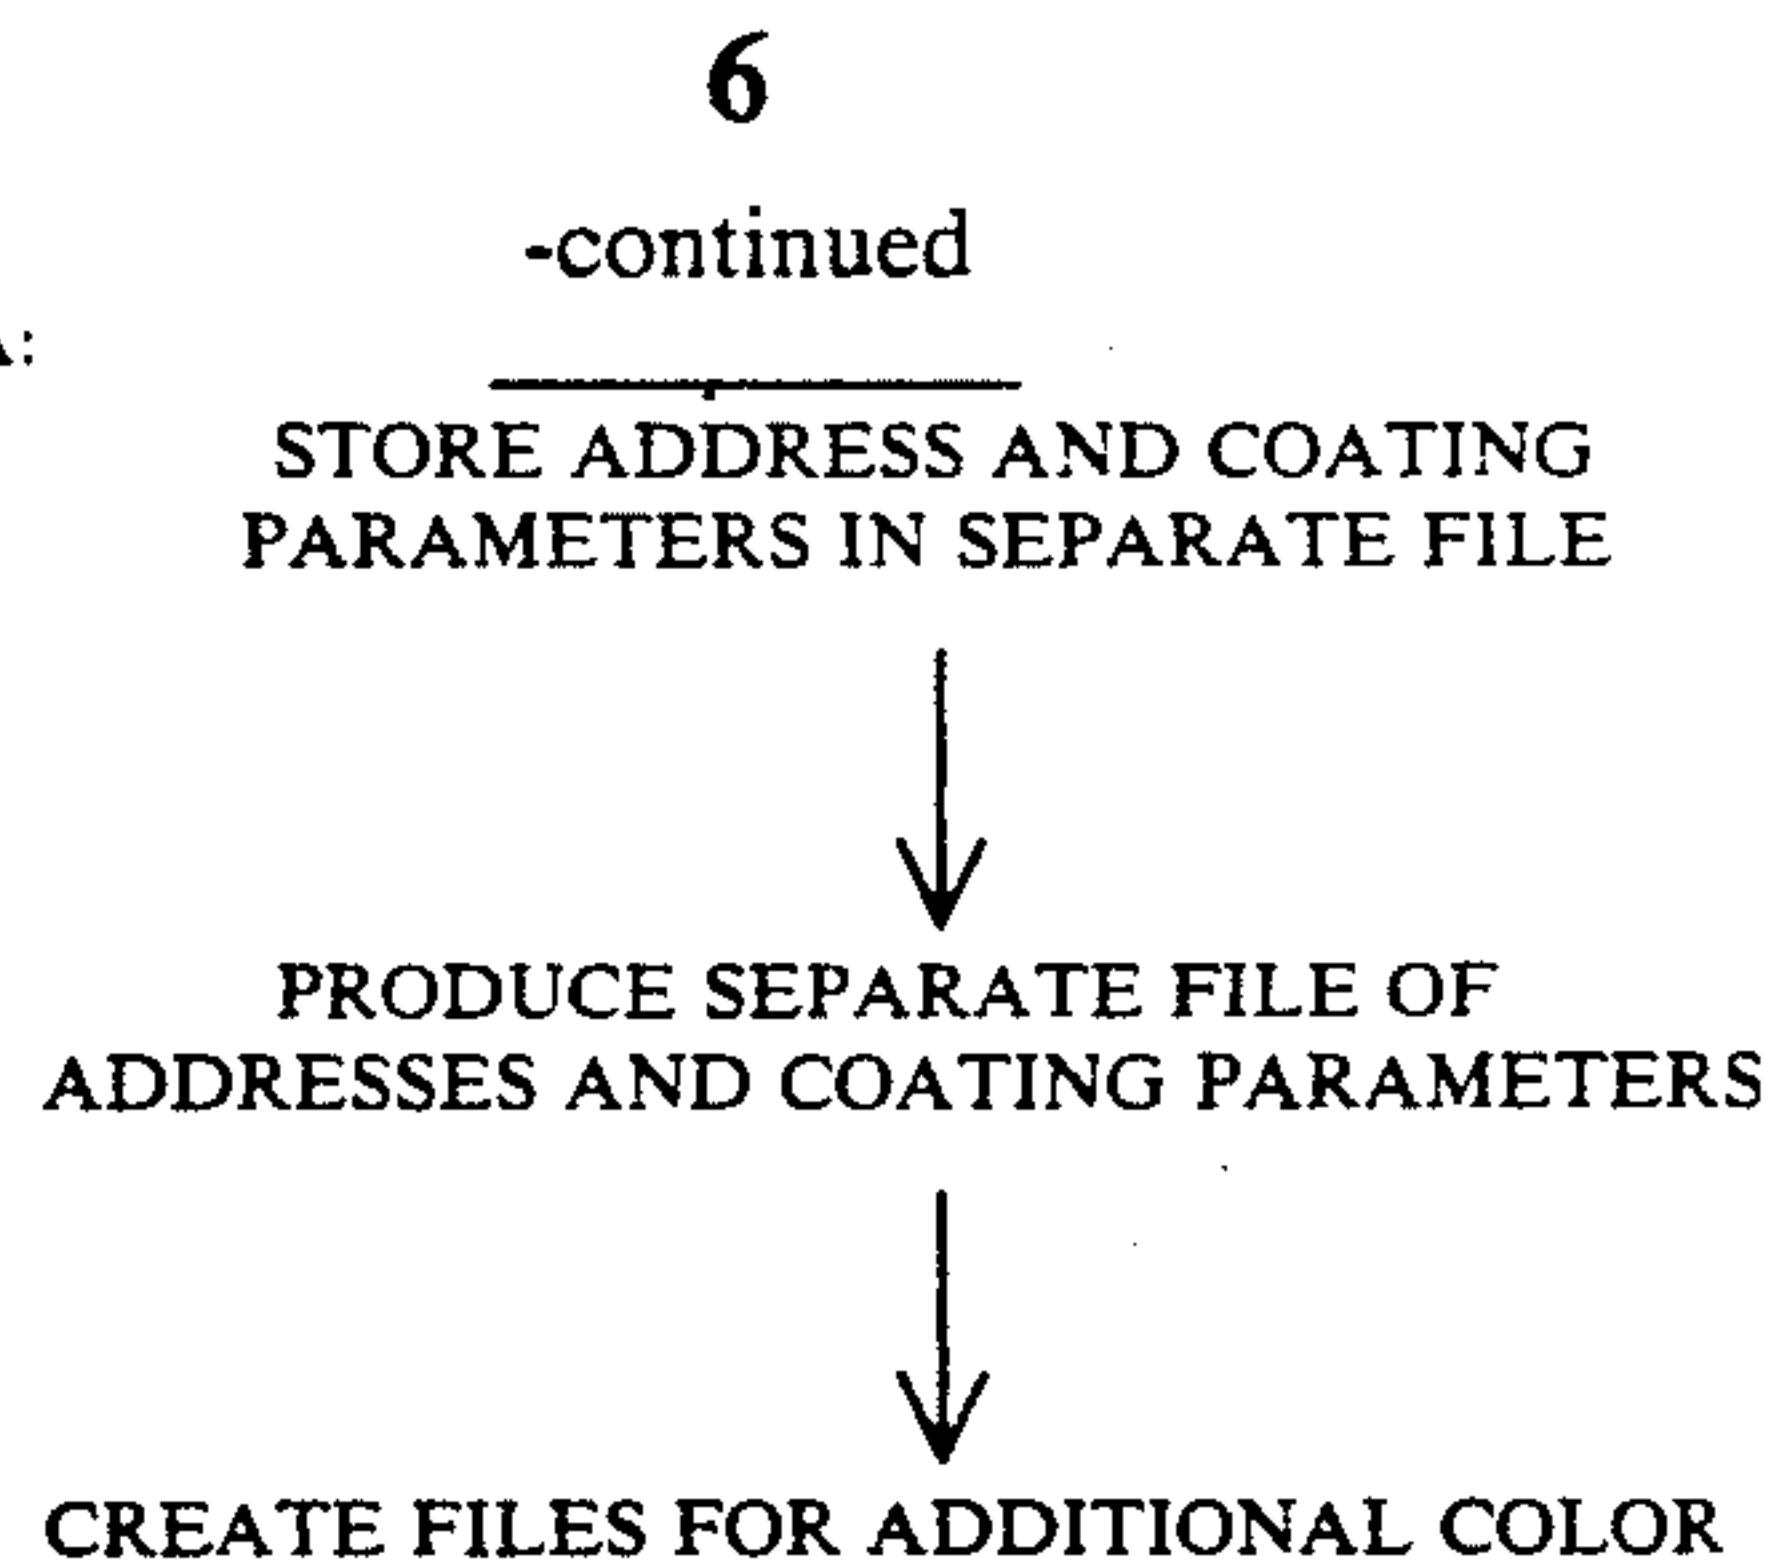 6
-continued
STORE ADDRESS AND COATING
PARAMETERS IN SEPARATE FILE
PRODUCE SEPARATE FILE OF
ADDRESSES AND COATING PARAMETERS
CREATE FILES FOR ADDITIONAL COLOR